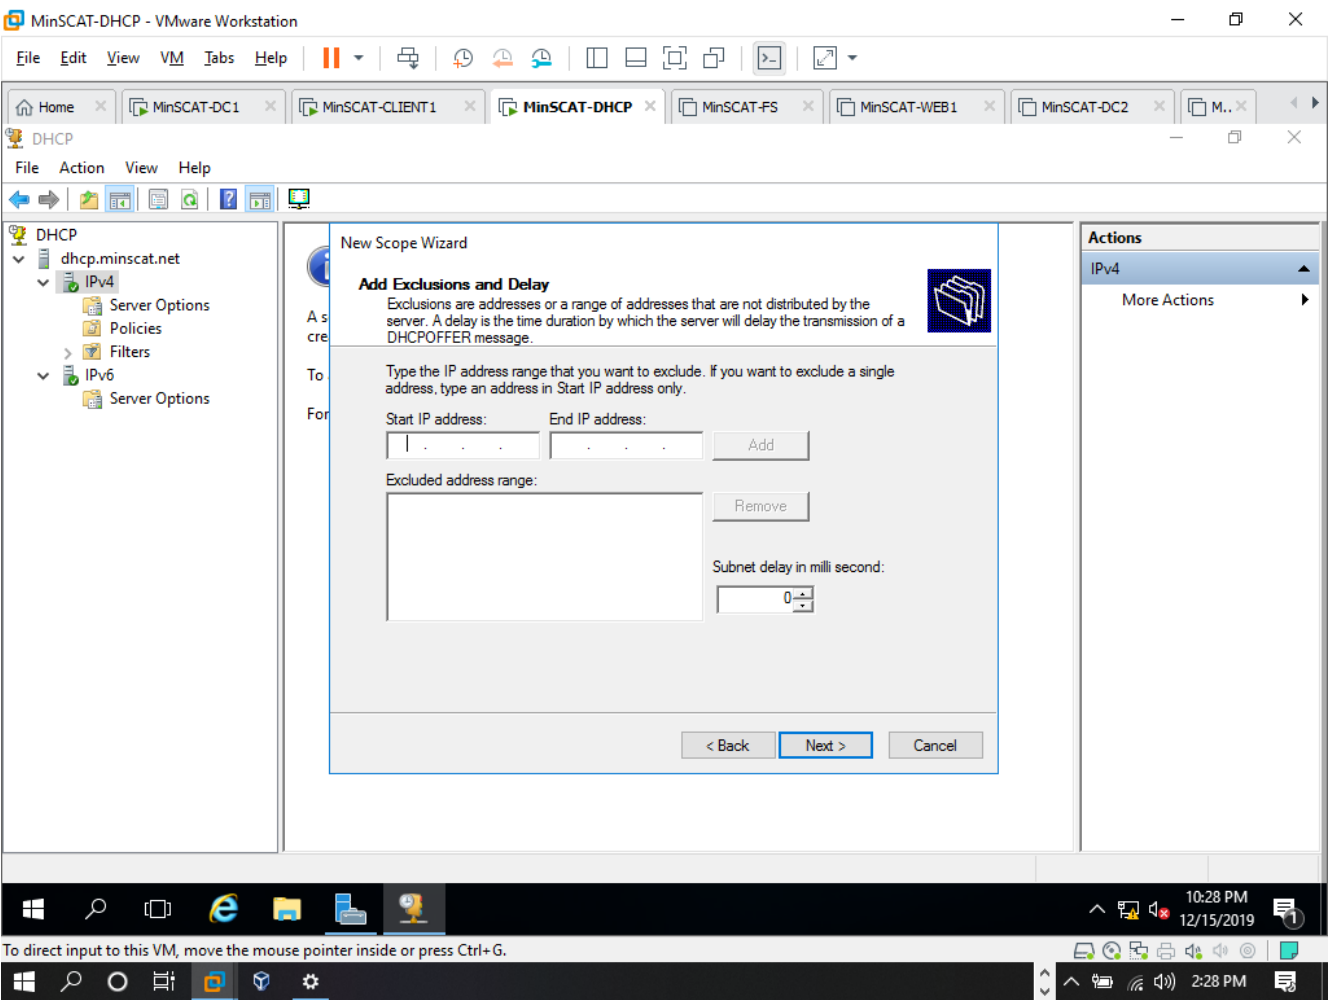 MinSCAT-DHCP - VMware Workstation
File Edit View VM Tabs Help
Home MinSCAT-DC1 MinSCAT-CLIENT1 MinSCAT-DHCP MinSCAT-FS MinSCAT-WEB1 MinSCAT-DC2 M..
DHCP
File Action View Help
DHCP
dhcp.minscat.net
IPv4
Server Options
Policies
Filters
IPv6
Server Options
A s
cre
To
For
New Scope Wizard
Add Exclusions and Delay
Exclusions are addresses or a range of addresses that are not distributed by the
server. A delay is the time duration by which the server will delay the transmission of a
DHCPOFFER message.
Type the IP address range that you want to exclude. If you want to exclude a single
address, type an address in Start IP address only.
Start IP address: End IP address:
. . . . . . Add
Excluded address range:
Remove
Subnet delay in milli second:
0
< Back Next > Cancel
Actions
IPv4
More Actions
10:28 PM
12/15/2019
1
To direct input to this VM, move the mouse pointer inside or press Ctrl+G.
2:28 PM